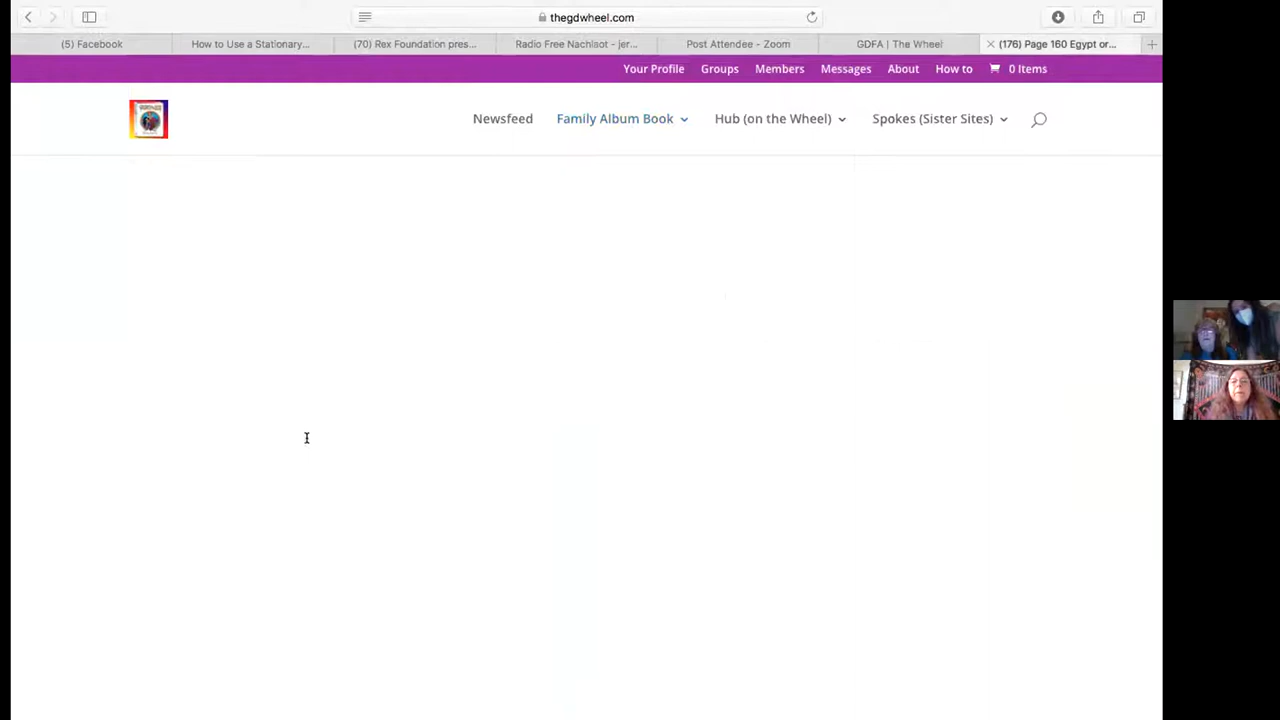 thegdwheel.com
(5) Facebook
How to Use a Stationary...
(70) Rex Foundation pres...
Radio Free Nachlaot - jer...
Post Attendee - Zoom
GDFA | The Wheel
(176) Page 160 Egypt or...
Your Profile
Groups
Members
Messages
About
How to
0 Items
Newsfeed
Family Album Book
Hub (on the Wheel)
Spokes (Sister Sites)